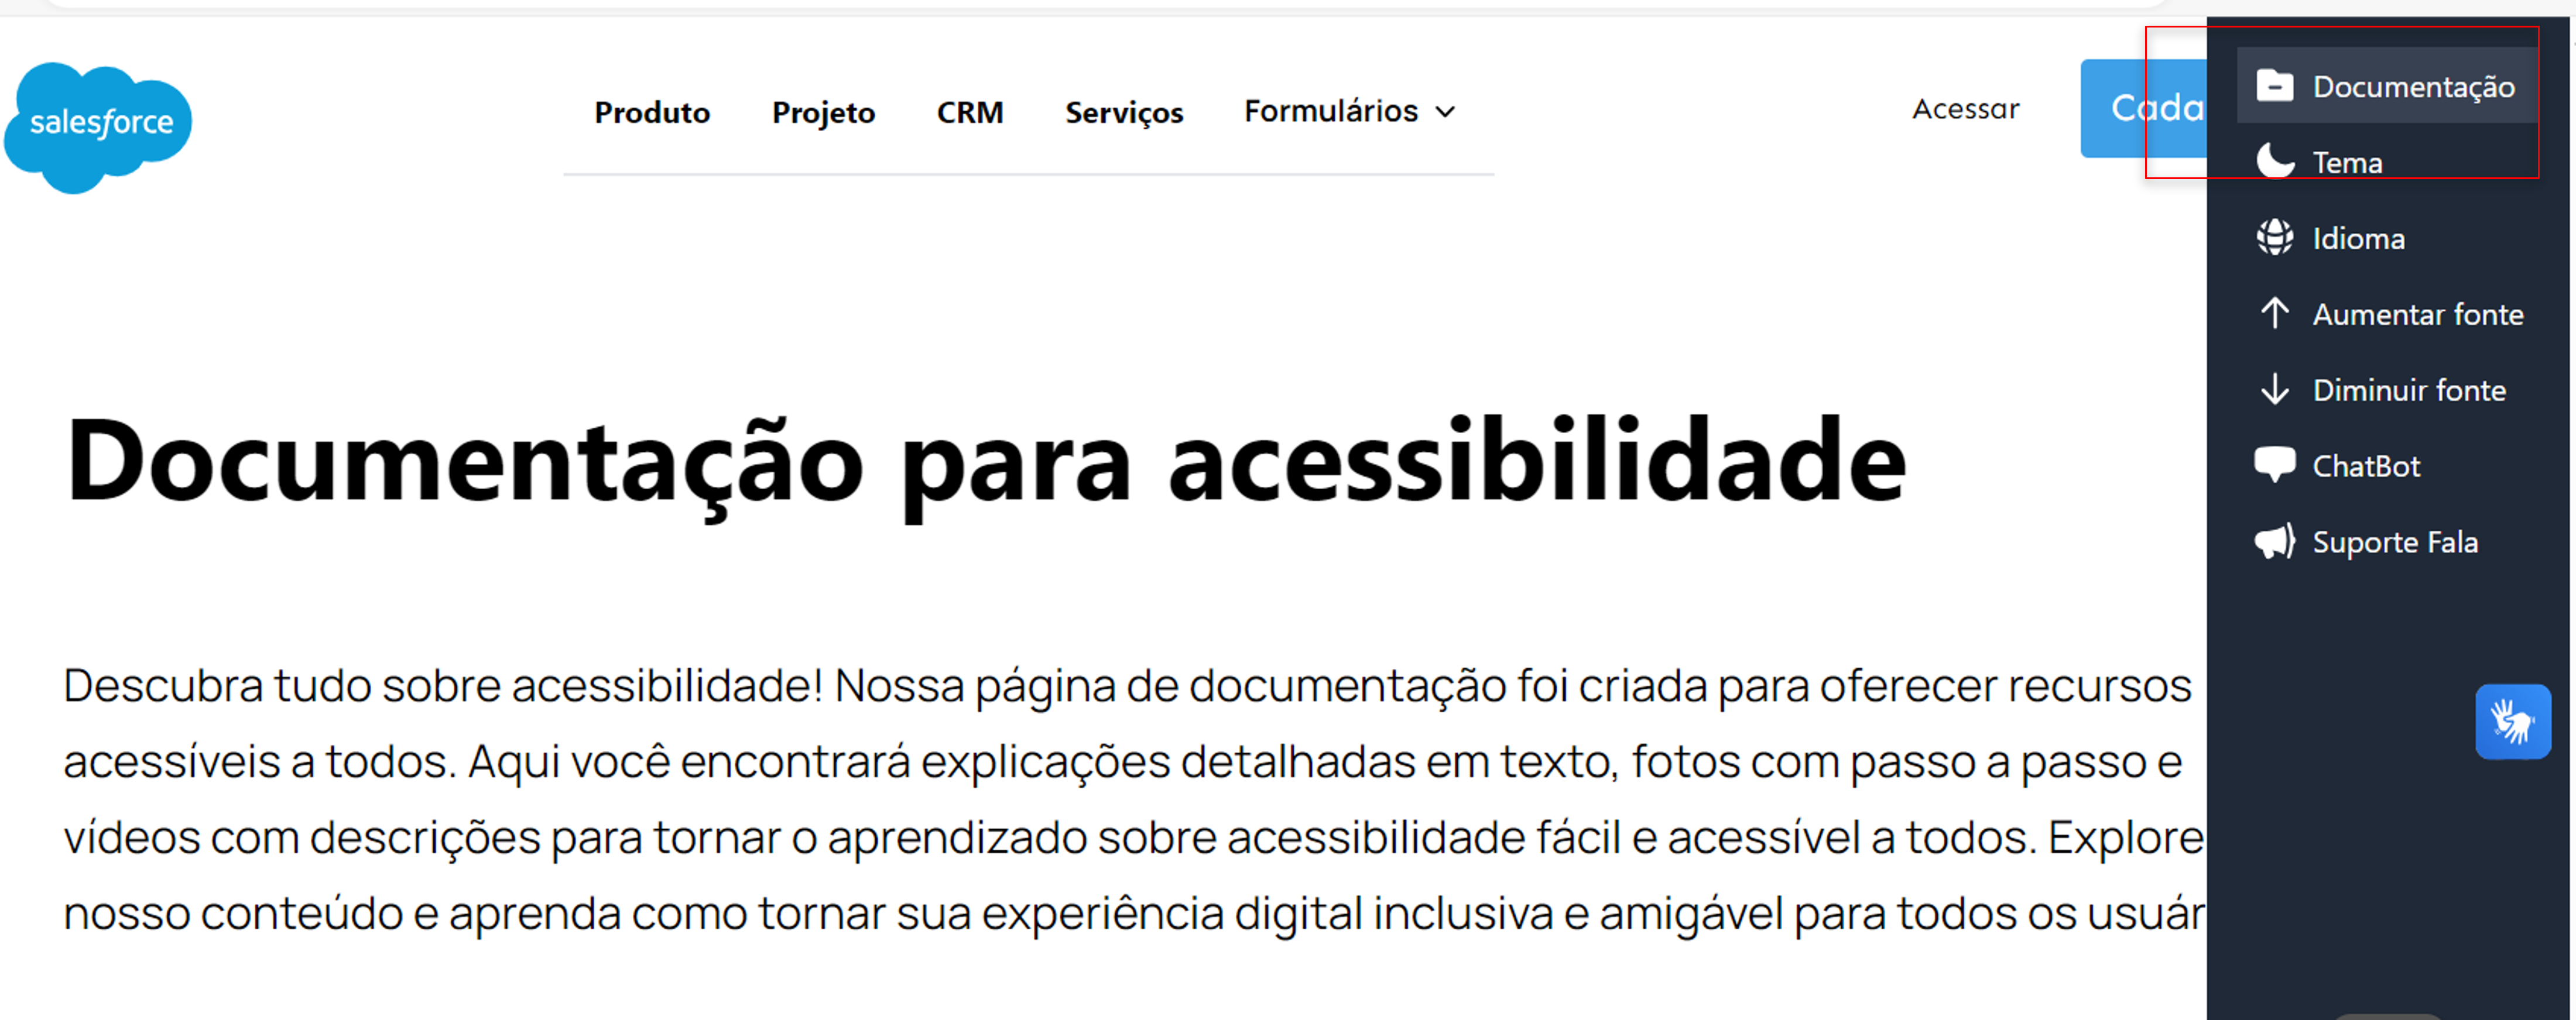 salesforce
Produto
Projeto
CRM
Serviços
Formulários
Acessar
Cada
Documentação
Tema
Idioma
Aumentar fonte
Diminuir fonte
ChatBot
Suporte Fala
Documentação para acessibilidade
Descubra tudo sobre acessibilidade! Nossa página de documentação foi criada para oferecer recursos
acessíveis a todos. Aqui você encontrará explicações detalhadas em texto, fotos com passo a passo e
vídeos com descrições para tornar o aprendizado sobre acessibilidade fácil e acessível a todos. Explore
nosso conteúdo e aprenda como tornar sua experiência digital inclusiva e amigável para todos os usuár